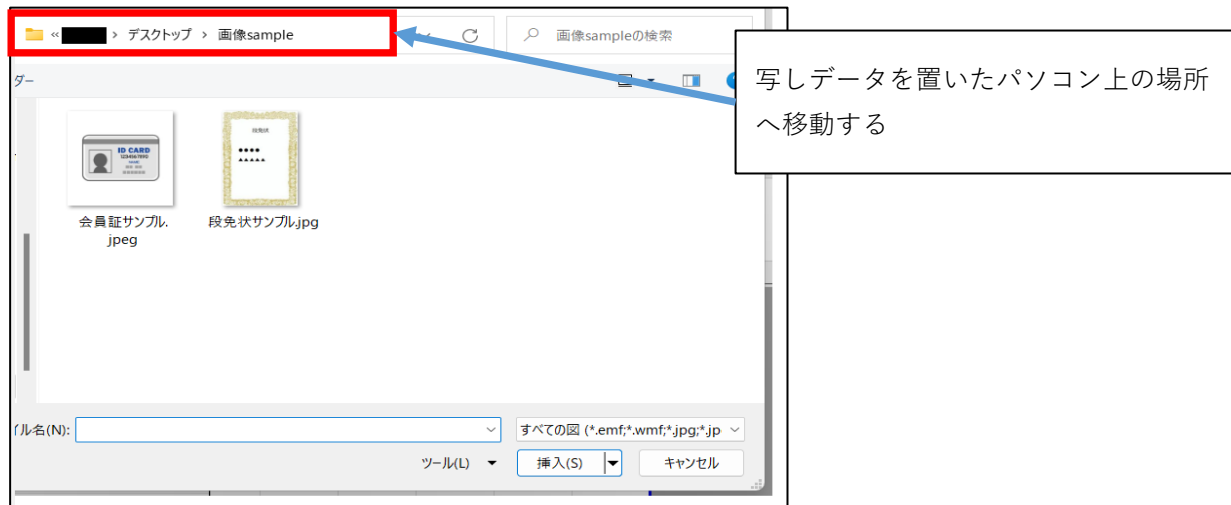 « › デスクトップ › 画像sample
画像sampleの検索
写しデータを置いたパソコン上の場所
へ移動する
ダー
ID CARD
1234567890
段免状
会員証サンプル.
jpeg
段免状サンプル.jpg
イル名(N):
すべての図 (*.emf;*.wmf;*.jpg;*.jp
ツール(L)
挿入(S)
キャンセル